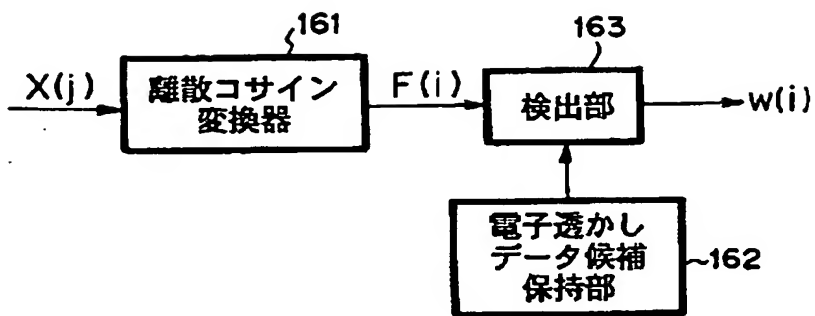 161
163
X(j)
離散コサイン
変換器
F(i)
検出部
w(i)
電子透かし
データ候補
保持部
162